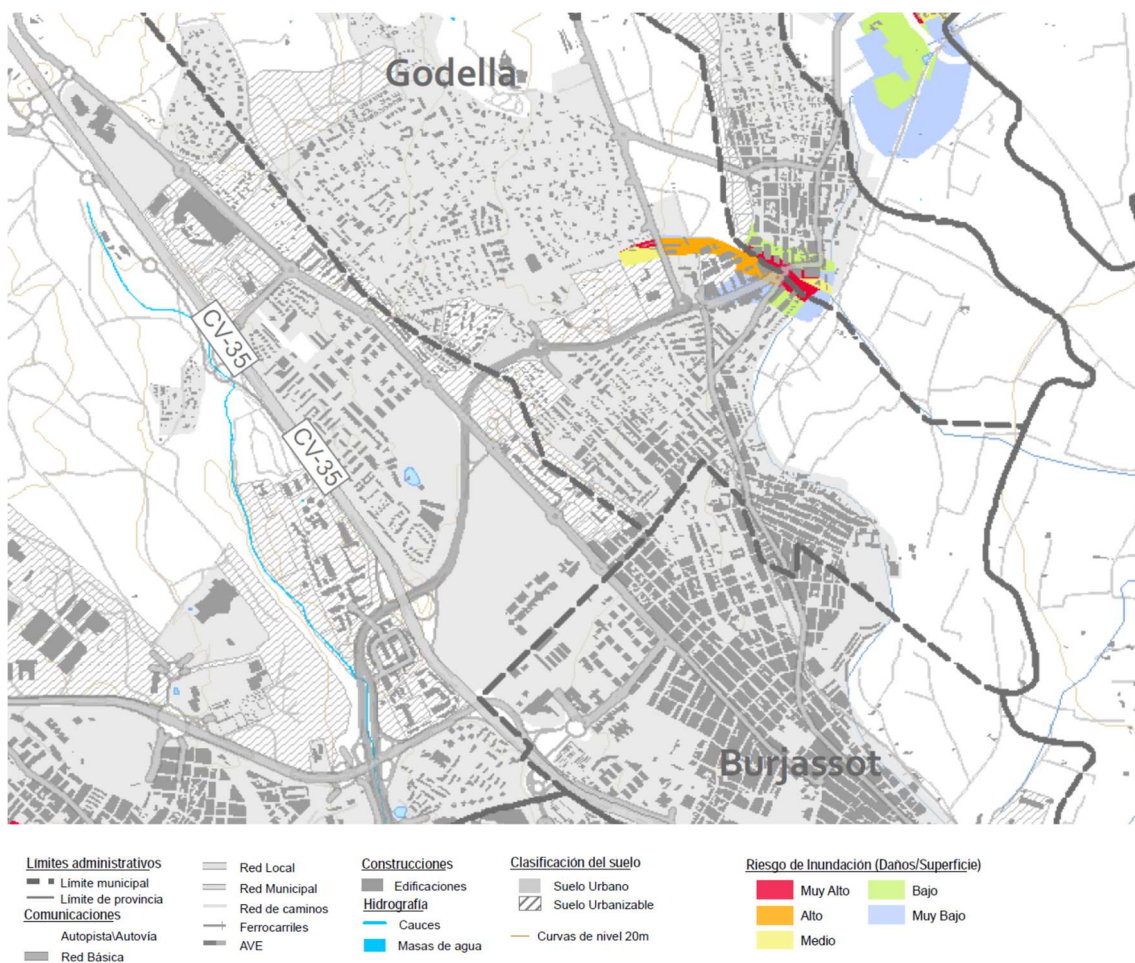 Godella
CV-35
CV-35
Burjassot
Límites administrativos
Límite municipal
Límite de provincia
Comunicaciones
Autopista\Autovía
Red Básica
Red Local
Red Municipal
Red de caminos
Ferrocarriles
AVE
Construcciones
Edificaciones
Hidrografía
Cauces
Masas de agua
Clasificación del suelo
Suelo Urbano
Suelo Urbanizable
Curvas de nivel 20m
Riesgo de Inundación (Daños/Superficie)
Muy Alto
Alto
Medio
Bajo
Muy Bajo